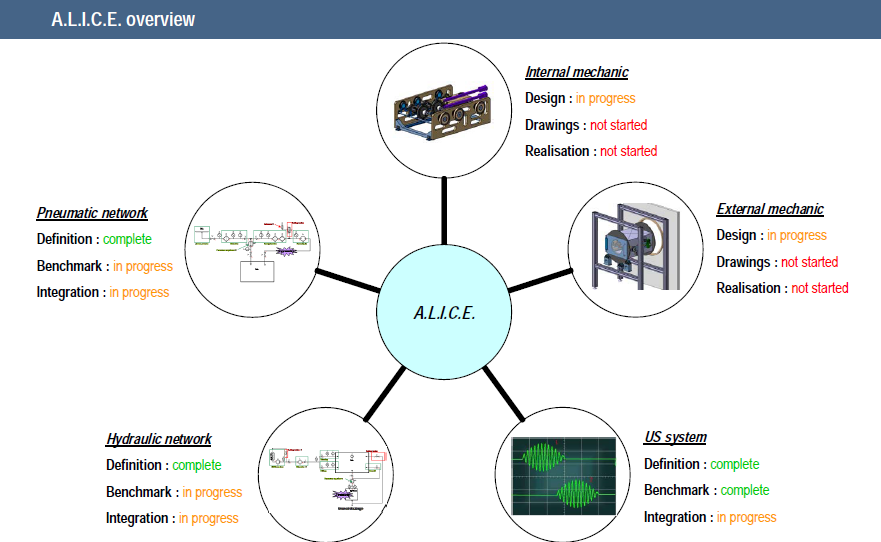 A.L.I.C.E. overview
Internal mechanic
Design : in progress
Drawings : not started
Realisation : not started
Pneumatic network
Definition : complete
Benchmark : in progress
Integration : in progress
External mechanic
Design : in progress
Drawings : not started
Realisation : not started
A.L.I.C.E.
Hydraulic network
Definition : complete
Benchmark : in progress
Integration : in progress
US system
Definition : complete
Benchmark : complete
Integration : in progress